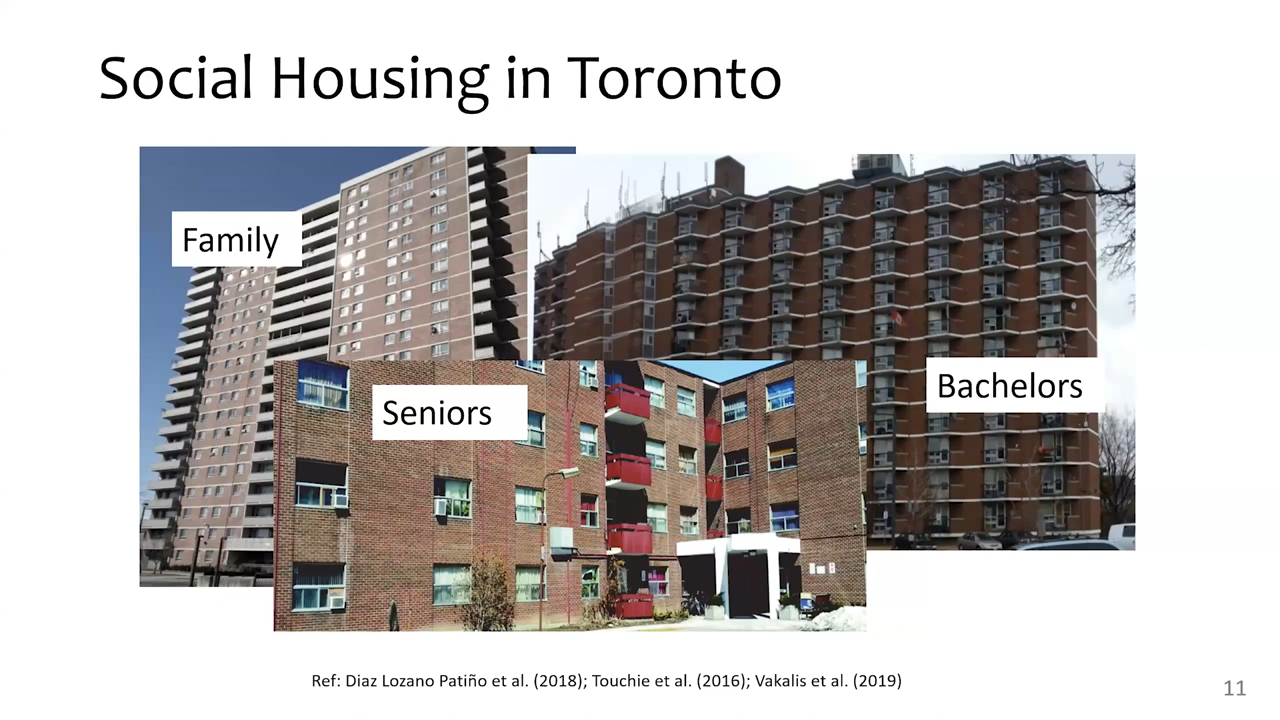 Social Housing in Toronto
Family
Seniors
Bachelors
Ref: Diaz Lozano Patiño et al. (2018); Touchie et al. (2016); Vakalis et al. (2019)
11